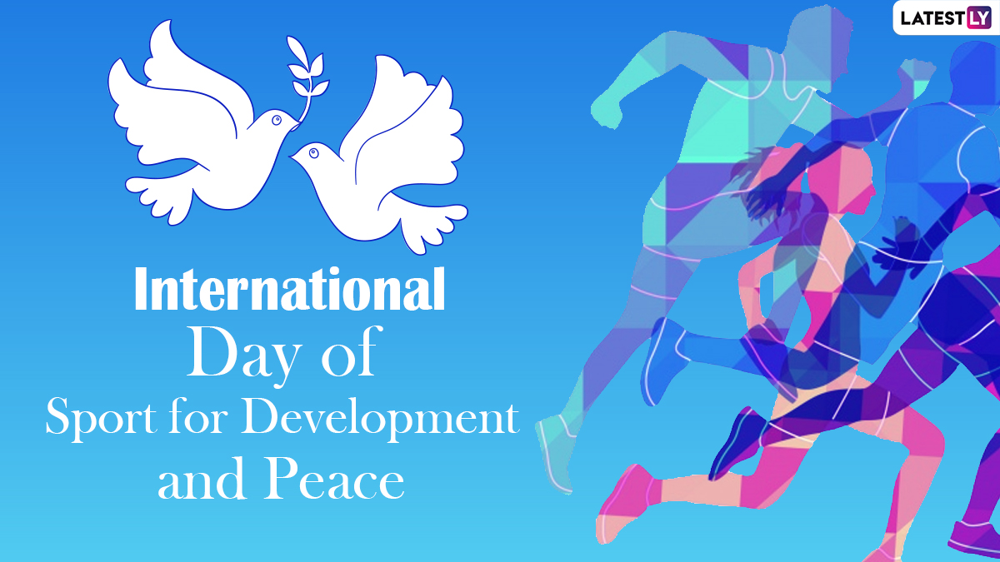 LATESTLY
International
Day of
Sport for Development
and Peace